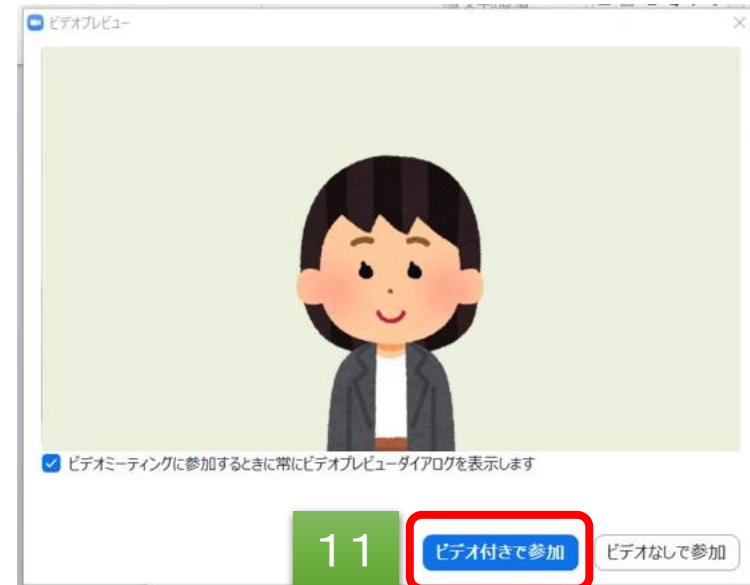 ビデオプレビュー
ビデオミーティングに参加するときに常にビデオプレビューダイアログを表示します
11
ビデオ付きで参加
ビデオなしで参加